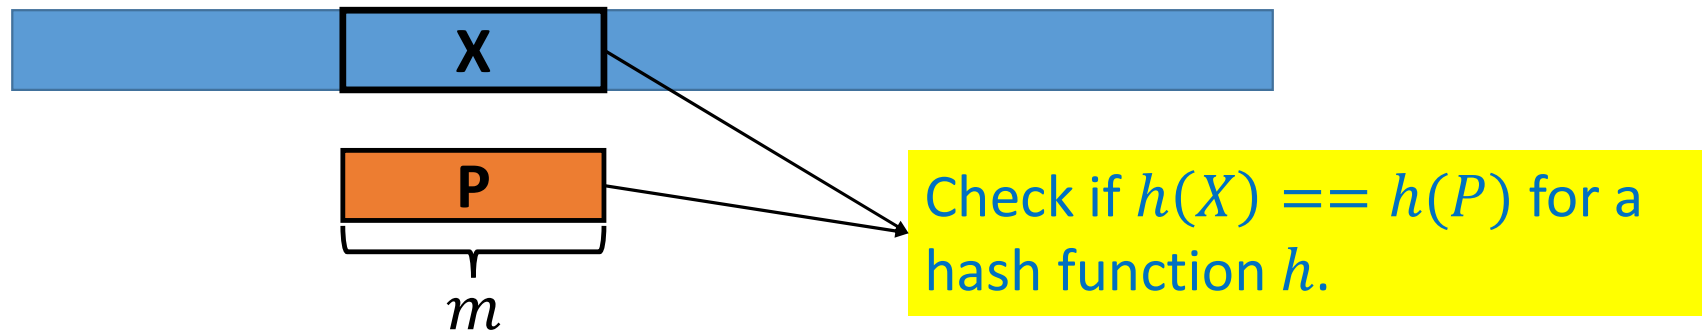 X
P
m
Check if h(X) == h(P) for a
hash function h.